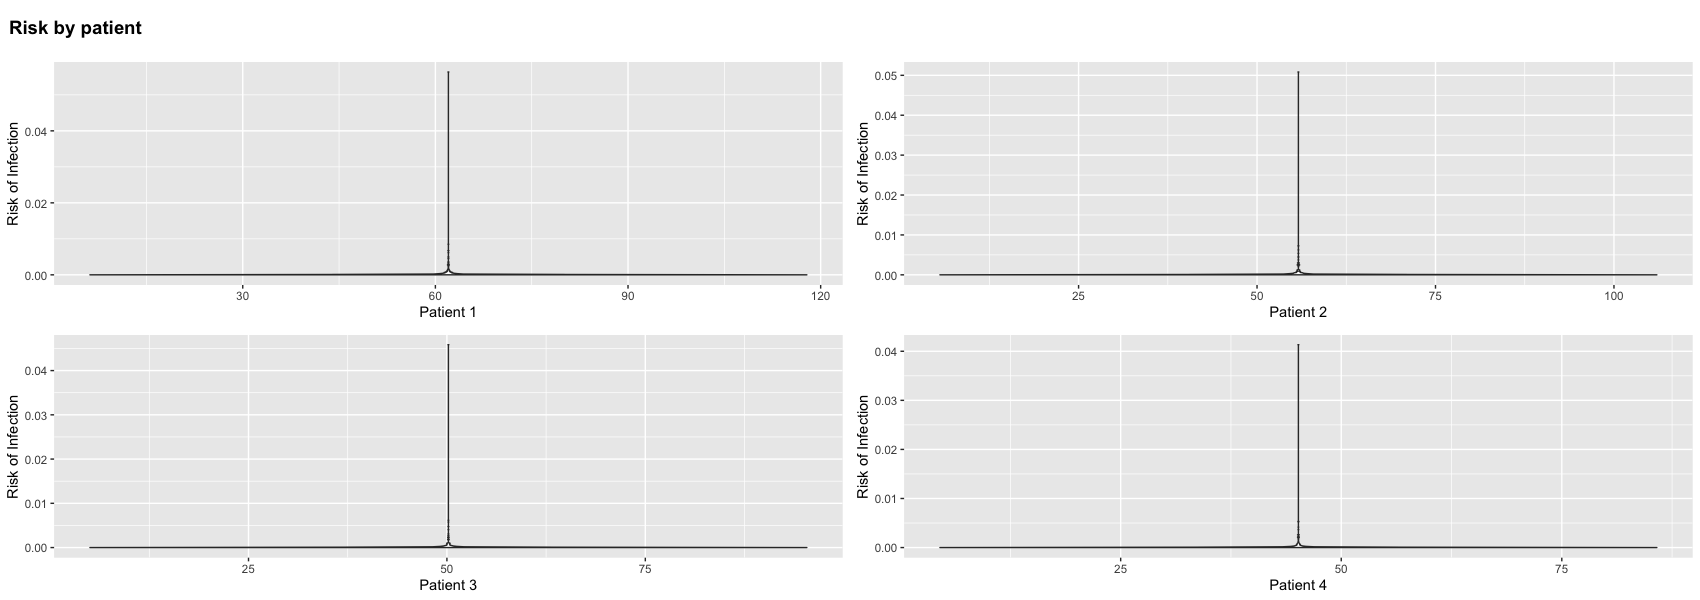 Risk by patient
Risk of Infection
0.04
0.02
0.00
30 60 90 120
Patient 1
Risk of Infection
0.05
0.04
0.03
0.02
0.01
0.00
25 50 75 100
Patient 2
Risk of Infection
0.04
0.03
0.02
0.01
0.00
25 50 75
Patient 3
Risk of Infection
0.04
0.03
0.02
0.01
0.00
25 50 75
Patient 4